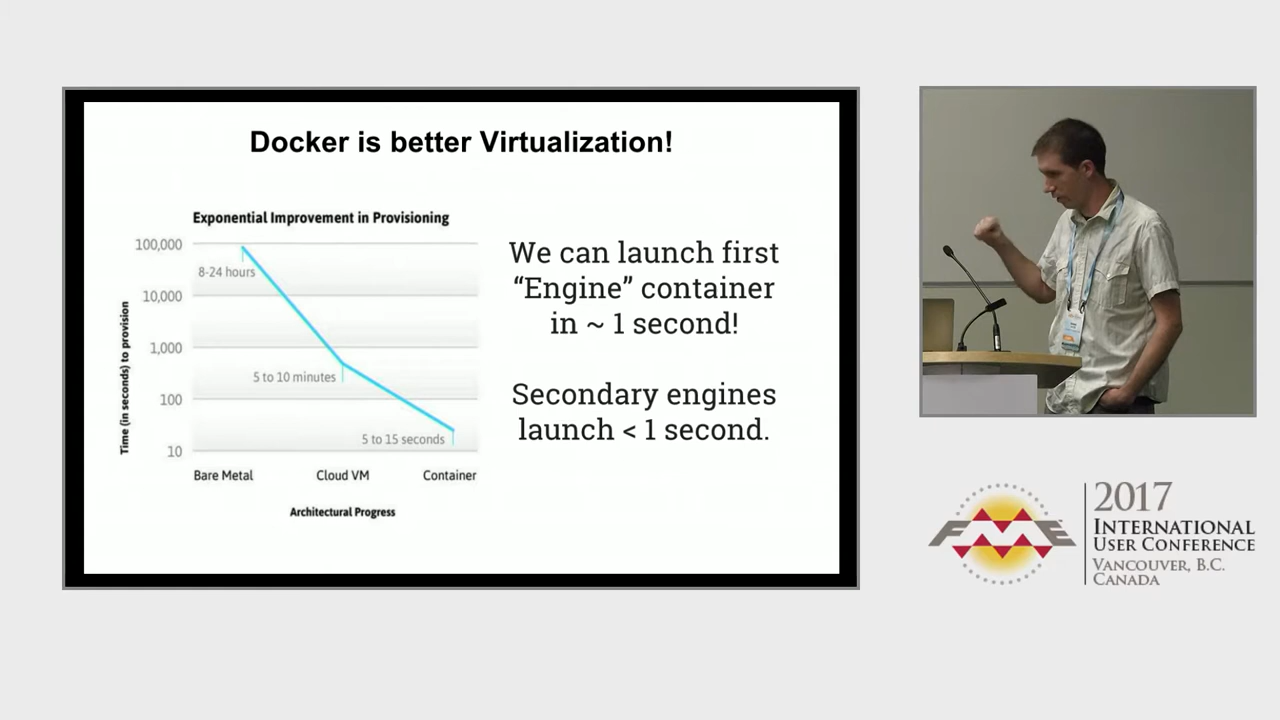 Docker is better Virtualization!
Exponential Improvement in Provisioning
100,000
10,000
1,000
100
10
Time (in seconds) to provision
8-24 hours
5 to 10 minutes
5 to 15 seconds
Bare Metal
Cloud VM
Container
Architectural Progress
We can launch first
“Engine” container
in ~ 1 second!
Secondary engines
launch < 1 second.
FME
2017
International
User Conference
Vancouver, B.C.
Canada